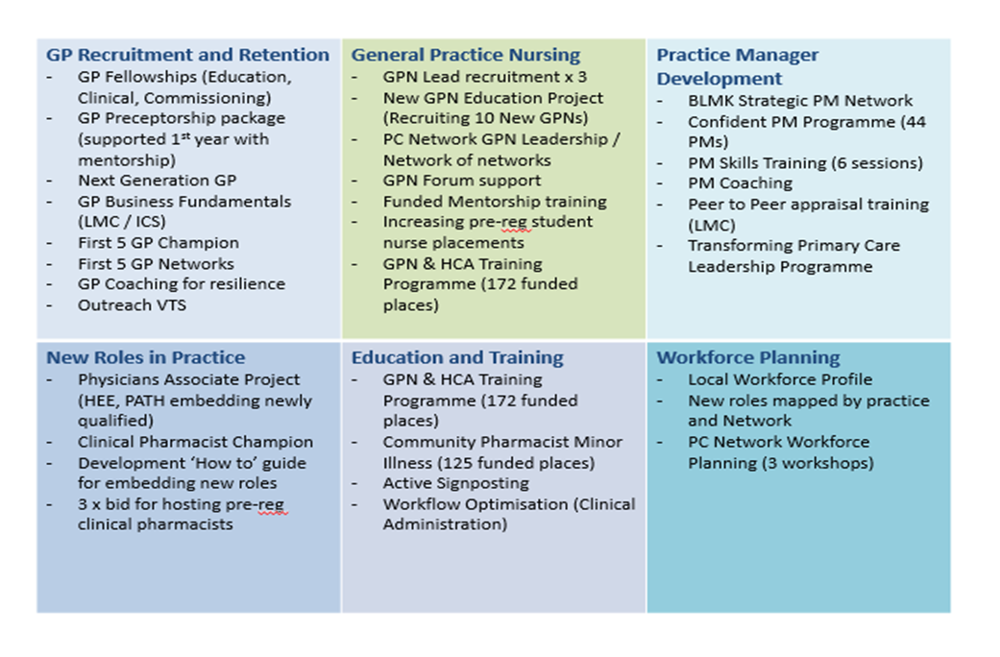 GP Recruitment and Retention
- GP Fellowships (Education,
Clinical, Commissioning)
- GP Preceptorship package
(supported 1st year with
mentorship)
- Next Generation GP
- GP Business Fundamentals
(LMC / ICS)
- First 5 GP Champion
- First 5 GP Networks
- GP Coaching for resilience
- Outreach VTS
General Practice Nursing
- GPN Lead recruitment x 3
- New GPN Education Project
(Recruiting 10 New GPNs)
- PC Network GPN Leadership /
Network of networks
- GPN Forum support
- Funded Mentorship training
- Increasing pre-reg student
nurse placements
- GPN & HCA Training
Programme (172 funded
places)
Practice Manager
Development
- BLMK Strategic PM Network
- Confident PM Programme (44
PMs)
- PM Skills Training (6 sessions)
- PM Coaching
- Peer to Peer appraisal training
(LMC)
- Transforming Primary Care
Leadership Programme
New Roles in Practice
- Physicians Associate Project
(HEE, PATH embedding newly
qualified)
- Clinical Pharmacist Champion
- Development ‘How to’ guide
for embedding new roles
- 3 x bid for hosting pre-reg
clinical pharmacists
Education and Training
- GPN & HCA Training
Programme (172 funded
places)
- Community Pharmacist Minor
Illness (125 funded places)
- Active Signposting
- Workflow Optimisation (Clinical
Administration)
Workforce Planning
- Local Workforce Profile
- New roles mapped by practice
and Network
- PC Network Workforce
Planning (3 workshops)